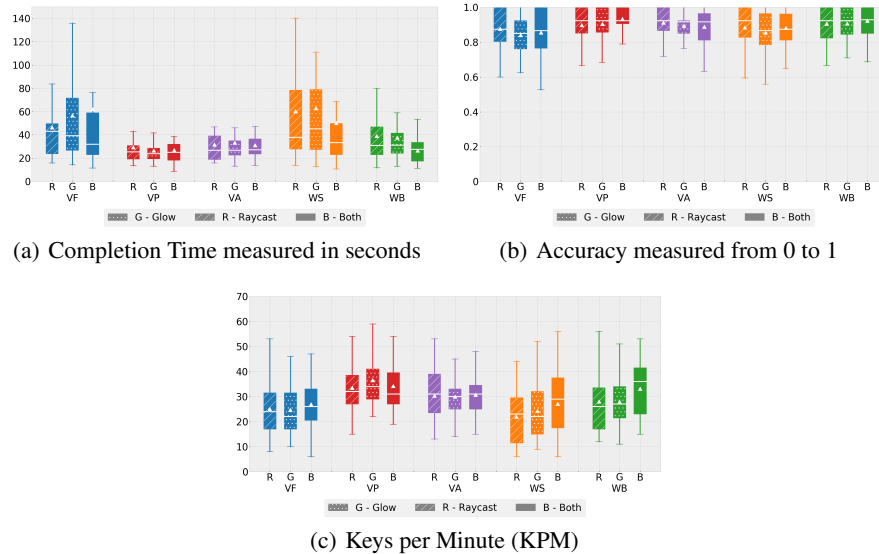 140
120
100
80
60
40
20
0
R G B R G B R G B R G B R G B
VF VP VA WS WB
G - Glow R - Raycast B - Both
(a) Completion Time measured in seconds
1.0
0.8
0.6
0.4
0.2
0
R G B R G B R G B R G B R G B
VF VP VA WS WB
G - Glow R - Raycast B - Both
(b) Accuracy measured from 0 to 1
70
60
50
40
30
20
10
0
R G B R G B R G B R G B R G B
VF VP VA WS WB
G - Glow R - Raycast B - Both
(c) Keys per Minute (KPM)